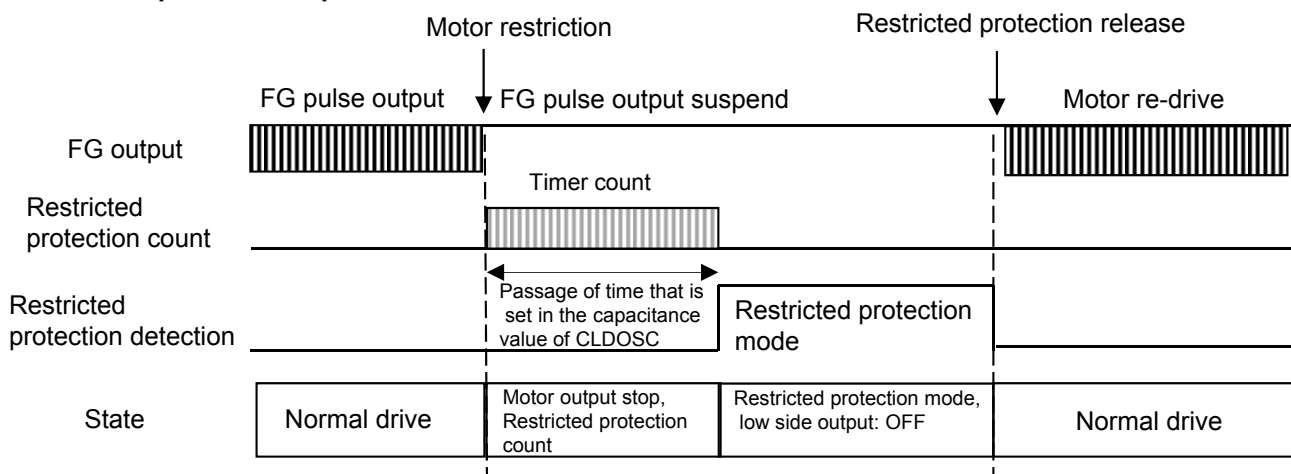 Motor restriction
Restricted protection release
FG pulse output
FG pulse output suspend
Motor re-drive
FG output
Timer count
Restricted
protection count
Passage of time that is
set in the capacitance
value of CLDOSC
Restricted
protection detection
Restricted protection
mode
State
Normal drive
Motor output stop,
Restricted protection
count
Restricted protection mode,
low side output: OFF
Normal drive